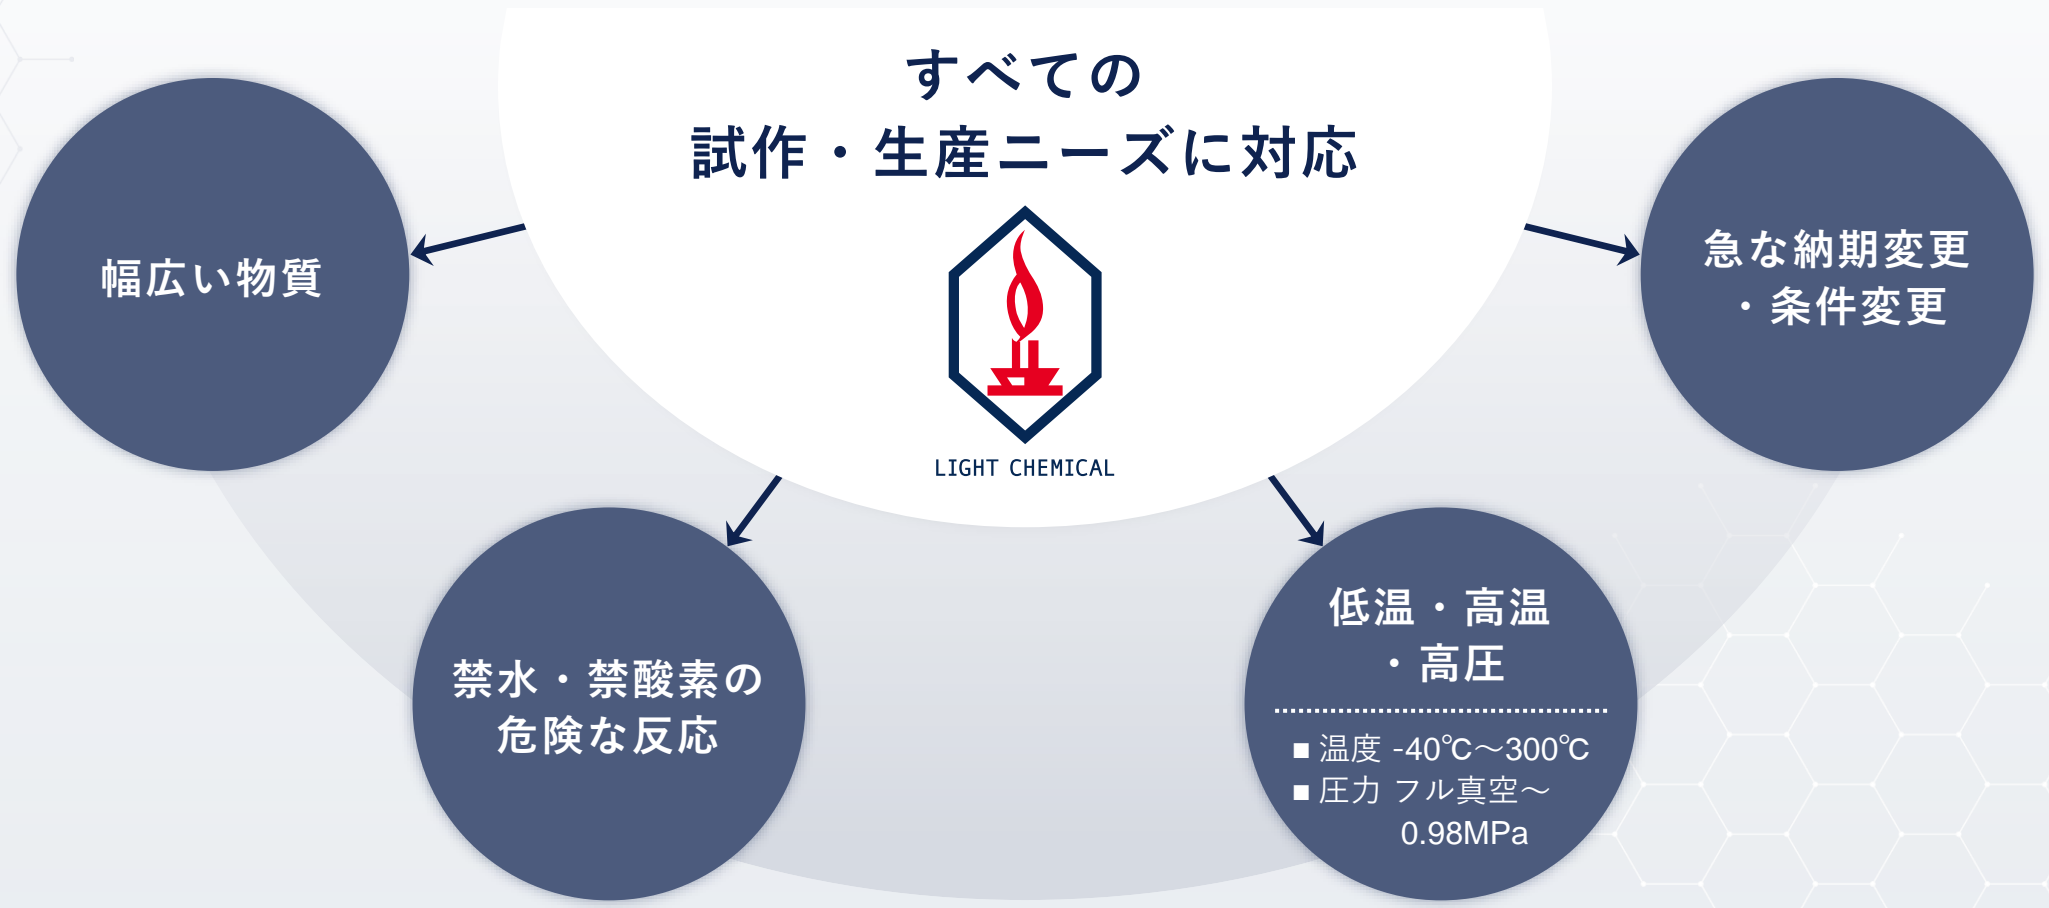 すべての
試作・生産ニーズに対応
LIGHT CHEMICAL
幅広い物質
禁水・禁酸素の
危険な反応
低温・高温
・高圧
■ 温度 -40℃～300℃
■ 圧力 フル真空～
0.98MPa
急な納期変更
・条件変更